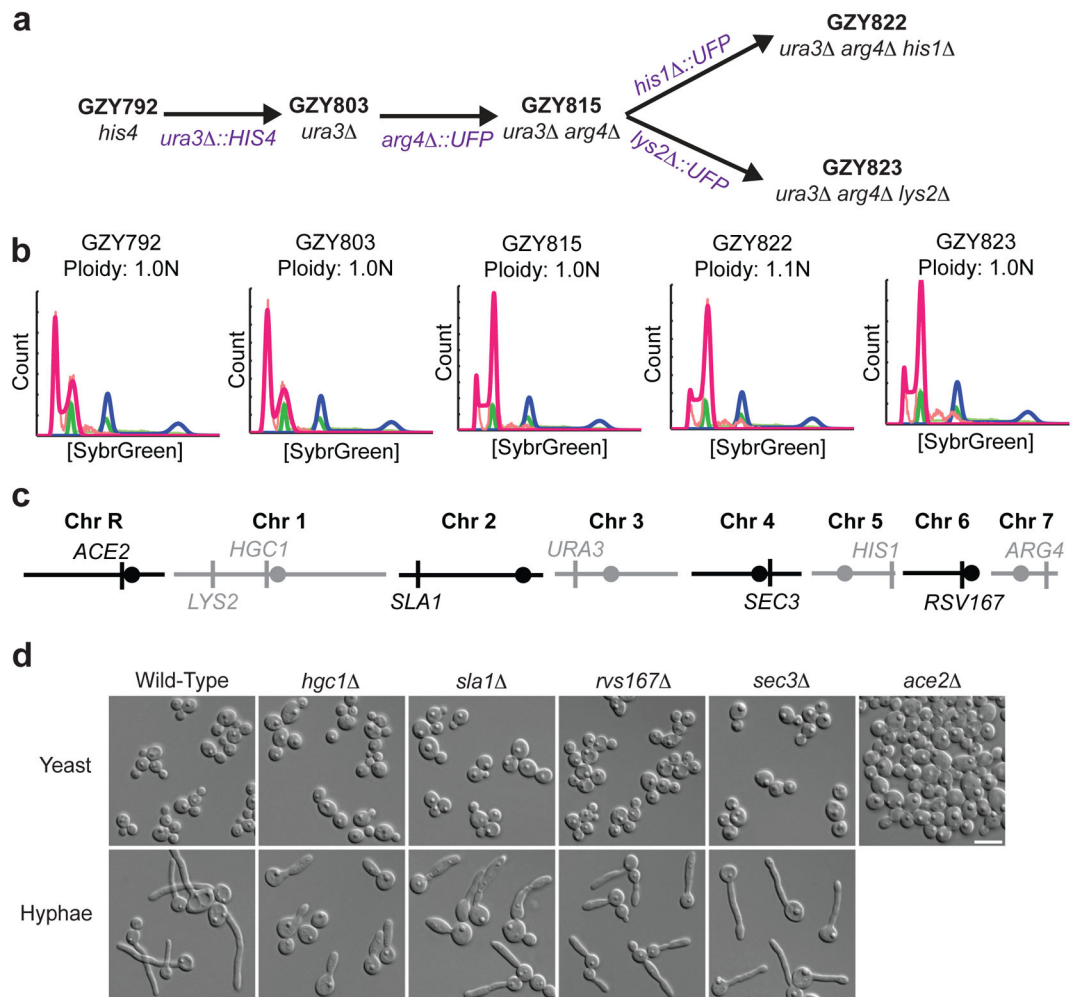 a
GZY792
his4
ura3Δ::HIS4
GZY803
ura3Δ
arg4Δ::UFP
GZY815
ura3Δ arg4Δ
his1Δ::UFP
GZY822
ura3Δ arg4Δ his1Δ
lys2Δ::UFP
GZY823
ura3Δ arg4Δ lys2Δ
b
GZY792
Ploidy: 1.0N
Count
[SybrGreen]
GZY803
Ploidy: 1.0N
Count
[SybrGreen]
GZY815
Ploidy: 1.0N
Count
[SybrGreen]
GZY822
Ploidy: 1.1N
Count
[SybrGreen]
GZY823
Ploidy: 1.0N
Count
[SybrGreen]
c
Chr R
ACE2
Chr 1
HGC1
LYS2
Chr 2
SLA1
Chr 3
URA3
Chr 4
SEC3
Chr 5
HIS1
Chr 6
RSV167
Chr 7
ARG4
d
Wild-Type
hgc1Δ
sla1Δ
rvs167Δ
sec3Δ
ace2Δ
Yeast
Hyphae